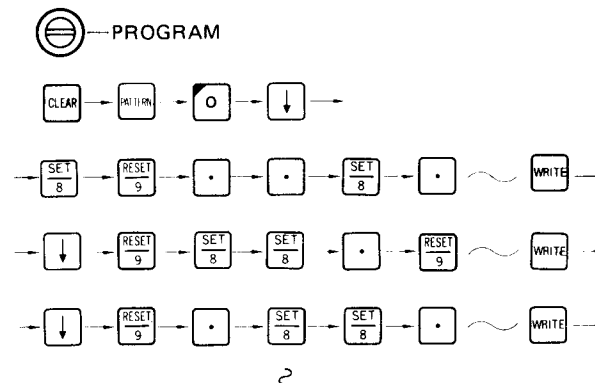 PROGRAM
CLEAR PATTERN 0 ↓
SET/8 RESET/9 · · SET/8 · WRITE
↓ RESET/9 SET/8 SET/8 · RESET/9 WRITE
↓ RESET/9 · SET/8 SET/8 · WRITE